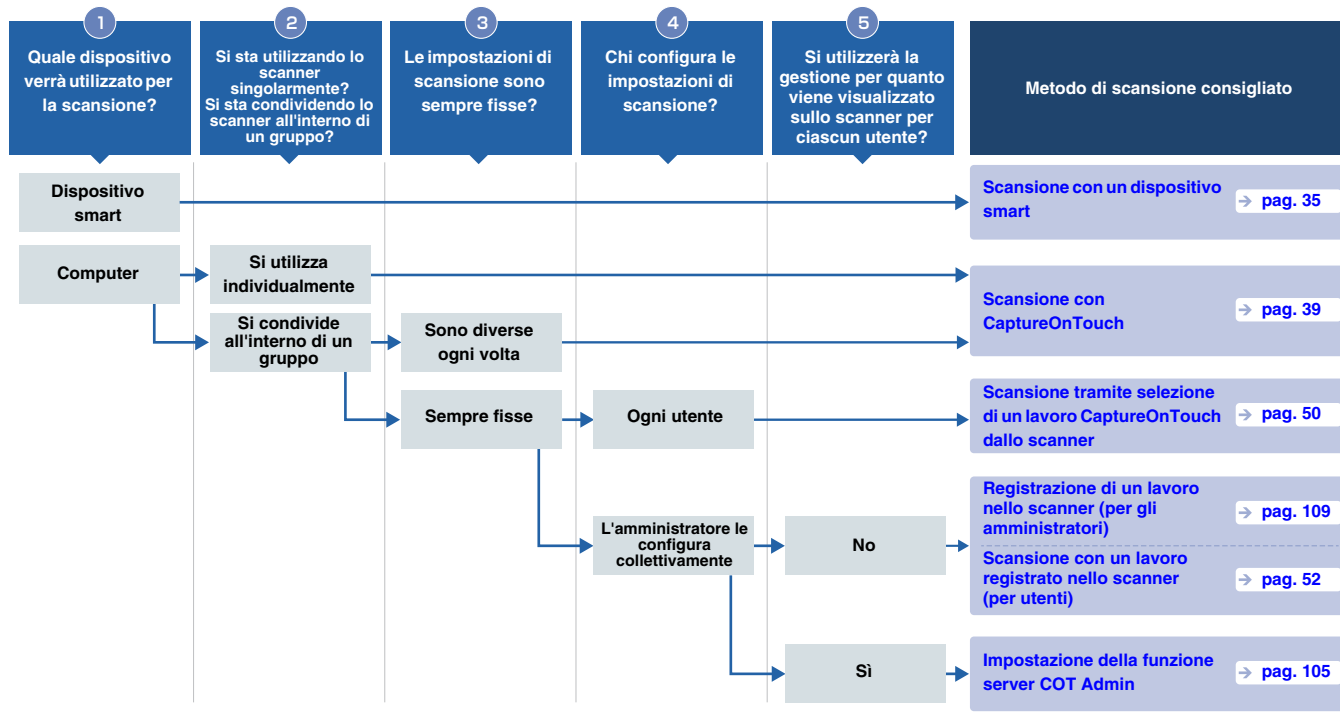 1
Quale dispositivo
verrà utilizzato per
la scansione?
2
Si sta utilizzando lo
scanner
singolarmente?
Si sta condividendo lo
scanner all'interno di
un gruppo?
3
Le impostazioni di
scansione sono
sempre fisse?
4
Chi configura le
impostazioni di
scansione?
5
Si utilizzerà la
gestione per quanto
viene visualizzato
sullo scanner per
ciascun utente?
Metodo di scansione consigliato
Dispositivo
smart
Scansione con un dispositivo
smart
→ pag. 35
Computer
Si utilizza
individualmente
Si condivide
all'interno di un
gruppo
Sono diverse
ogni volta
Scansione con
CaptureOnTouch
→ pag. 39
Sempre fisse
Ogni utente
Scansione tramite selezione
di un lavoro CaptureOnTouch
dallo scanner
→ pag. 50
L'amministratore le
configura
collettivamente
No
Registrazione di un lavoro
nello scanner (per gli
amministratori)
→ pag. 109
Scansione con un lavoro
registrato nello scanner
(per utenti)
→ pag. 52
Sì
Impostazione della funzione
server COT Admin
→ pag. 105